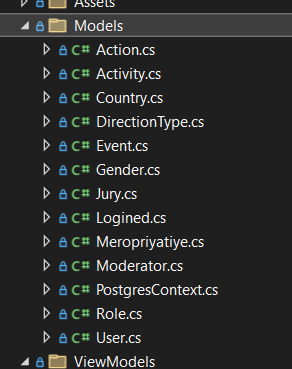 Assets
Models
C# Action.cs
C# Activity.cs
C# Country.cs
C# DirectionType.cs
C# Event.cs
C# Gender.cs
C# Jury.cs
C# Logined.cs
C# Meropriyatiye.cs
C# Moderator.cs
C# PostgresContext.cs
C# Role.cs
C# User.cs
ViewModels